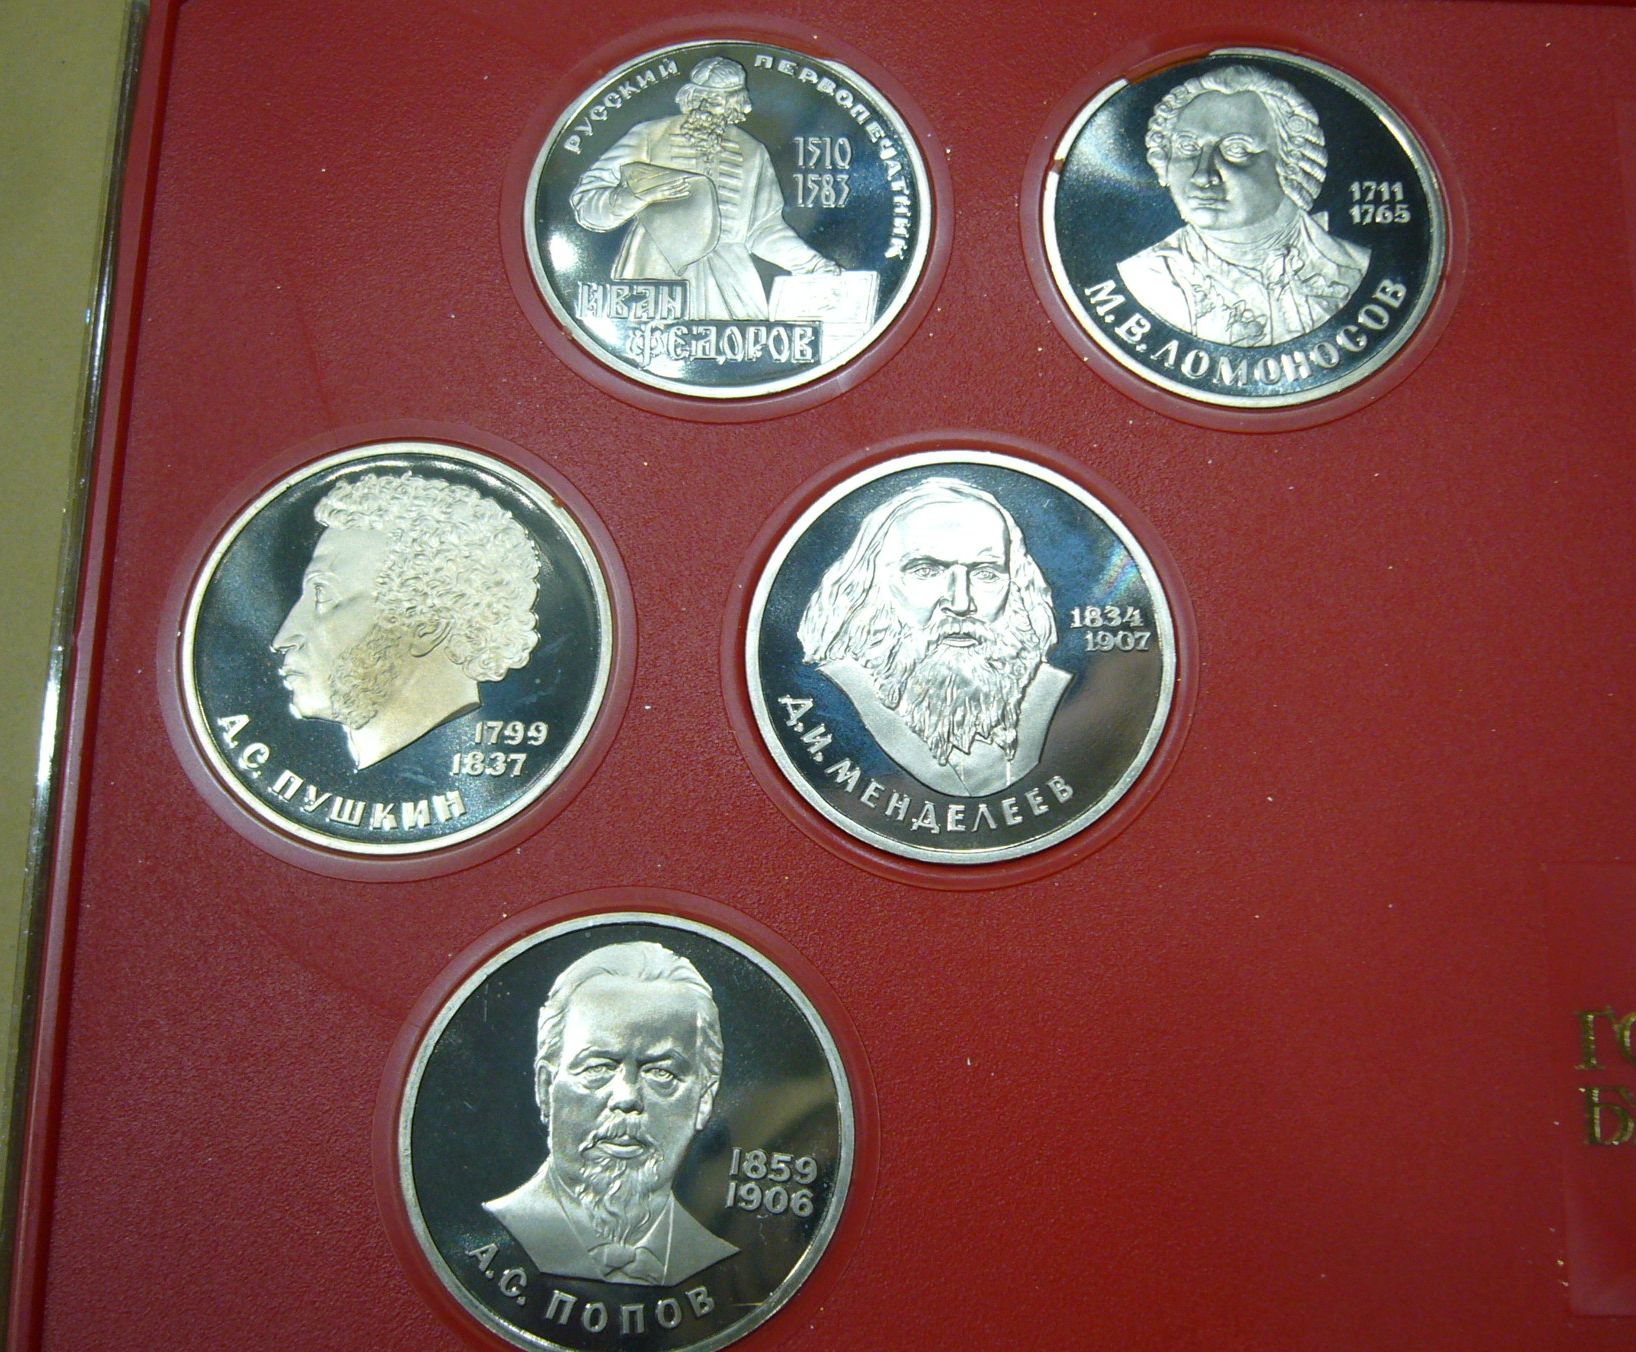 РУССКИЙ ПЕРВОПЕЧАТНИК
1510
1583
ИВАН
ФЕДОРОВ
1711
1765
М.В.ЛОМОНОСОВ
1799
1837
А.С.ПУШКИН
1834
1907
Д.И.МЕНДЕЛЕЕВ
1859
1906
А.С.ПОПОВ